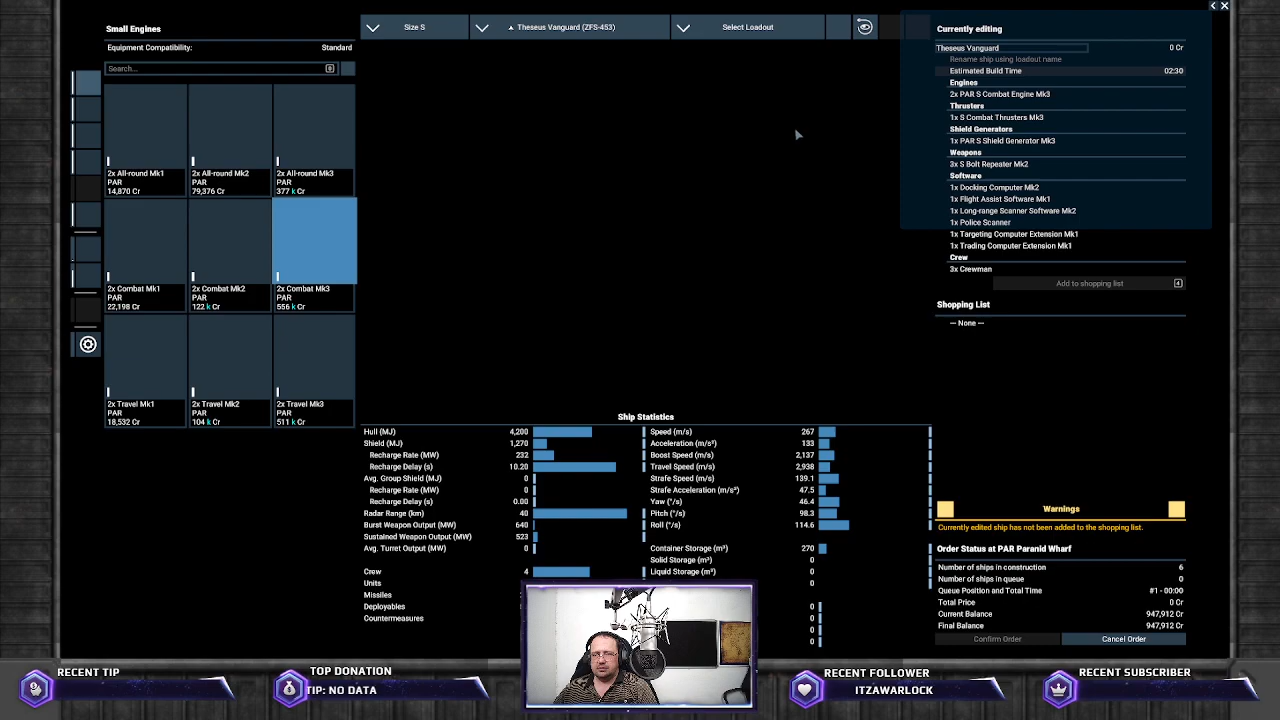 Small Engines
Equipment Compatibility: Standard
Search...
2x All-round Mk1
PAR
14,870 Cr
2x All-round Mk2
PAR
79,376 Cr
2x All-round Mk3
PAR
377 k Cr
2x Combat Mk1
PAR
22,198 Cr
2x Combat Mk2
PAR
122 k Cr
2x Combat Mk3
PAR
556 k Cr
2x Travel Mk1
PAR
18,532 Cr
2x Travel Mk2
PAR
104 k Cr
2x Travel Mk3
PAR
511 k Cr
Size S
Theseus Vanguard (ZFS-453)
Select Loadout
Ship Statistics
Hull (MJ) 4,200
Shield (MJ) 1,270
Recharge Rate (MW) 232
Recharge Delay (s) 10.20
Avg. Group Shield (MJ) 0
Recharge Rate (MW) 0
Recharge Delay (s) 0.00
Radar Range (km) 40
Burst Weapon Output (MW) 640
Sustained Weapon Output (MW) 523
Avg. Turret Output (MW) 0
Crew 4
Units
Missiles
Deployables
Countermeasures
Speed (m/s) 267
Acceleration (m/s²) 133
Boost Speed (m/s) 2,137
Travel Speed (m/s) 2,938
Strafe Speed (m/s) 139.1
Strafe Acceleration (m/s²) 47.5
Yaw (°/s) 46.4
Pitch (°/s) 98.3
Roll (°/s) 114.6
Container Storage (m³) 270
Solid Storage (m³) 0
Liquid Storage (m³) 0
0
0
0
0
0
Currently editing
Theseus Vanguard 0 Cr
Rename ship using loadout name
Estimated Build Time 02:30
Engines
2x PAR S Combat Engine Mk3
Thrusters
1x S Combat Thrusters Mk3
Shield Generators
1x PAR S Shield Generator Mk3
Weapons
3x S Bolt Repeater Mk2
Software
1x Docking Computer Mk2
1x Flight Assist Software Mk1
1x Long-range Scanner Software Mk2
1x Police Scanner
1x Targeting Computer Extension Mk1
1x Trading Computer Extension Mk1
Crew
3x Crewman
Add to shopping list 4
Shopping List
— None —
Warnings
Currently edited ship has not been added to the shopping list.
Order Status at PAR Paranid Wharf
Number of ships in construction 6
Number of ships in queue 0
Queue Position and Total Time #1 - 00:00
Total Price 0 Cr
Current Balance 947,912 Cr
Final Balance 947,912 Cr
Confirm Order
Cancel Order
RECENT TIP
TOP DONATION
TIP: NO DATA
RECENT FOLLOWER
ITZAWARLOCK
RECENT SUBSCRIBER